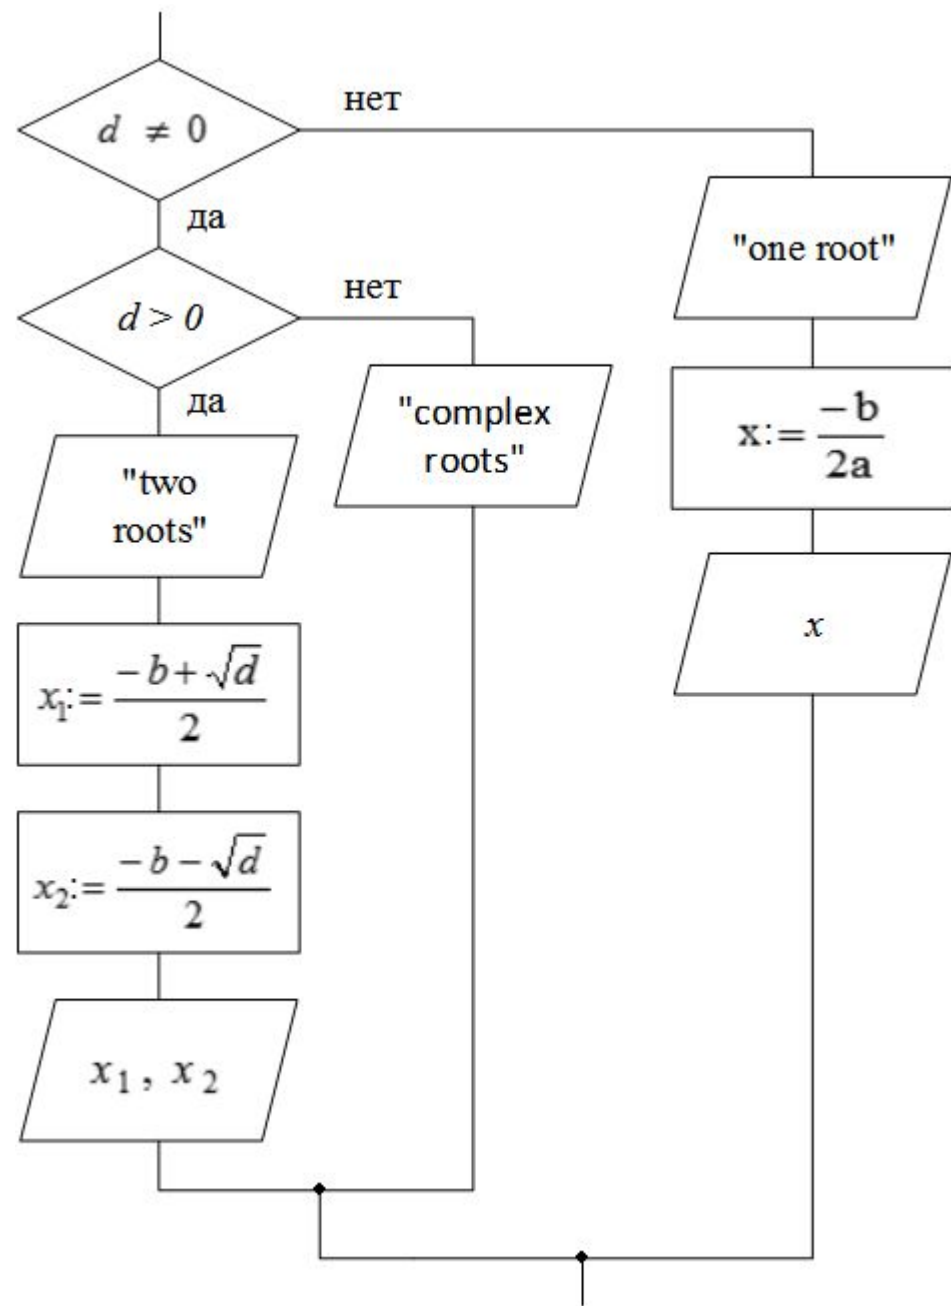 d ≠ 0
нет
да
d > 0
нет
да
"two
roots"
x₁:= (−b+√d)/2
x₂:= (−b−√d)/2
x₁ , x₂
"complex
roots"
"one root"
x:= −b/2a
x